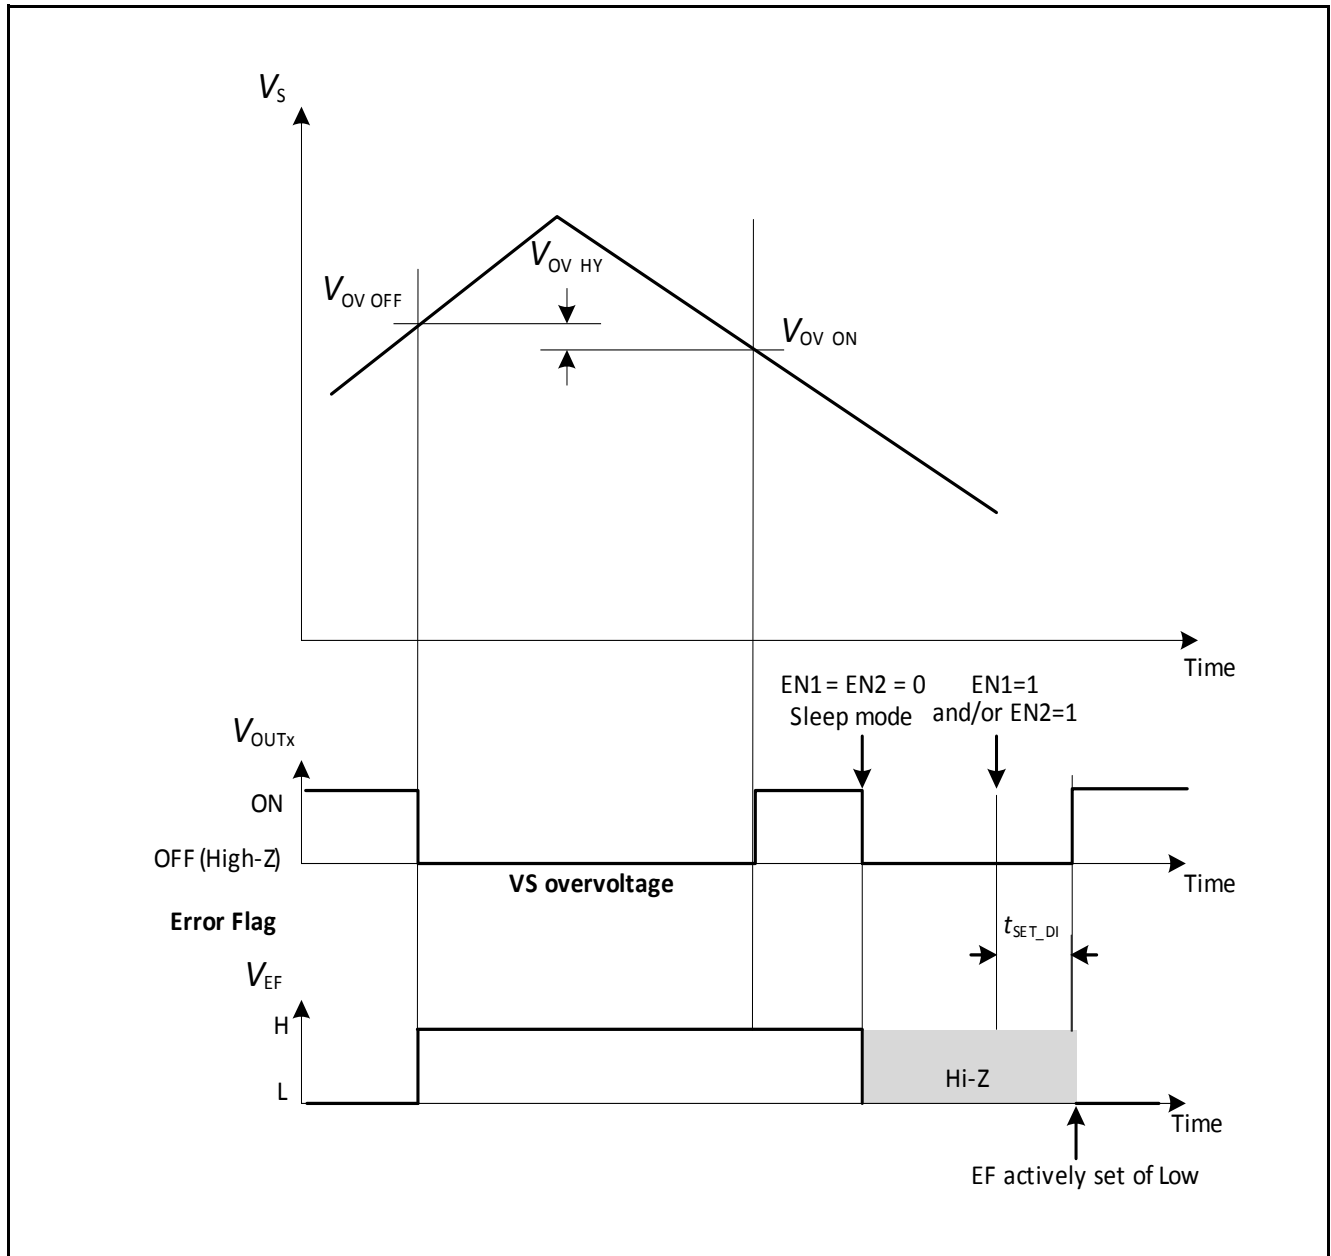 VS
VOV HY
VOV OFF
VOV ON
Time
EN1 = EN2 = 0
Sleep mode
EN1=1
and/or EN2=1
VOUTx
ON
OFF (High-Z)
VS overvoltage
Time
Error Flag
tSET_DI
VEF
H
L
Hi-Z
Time
EF actively set of Low